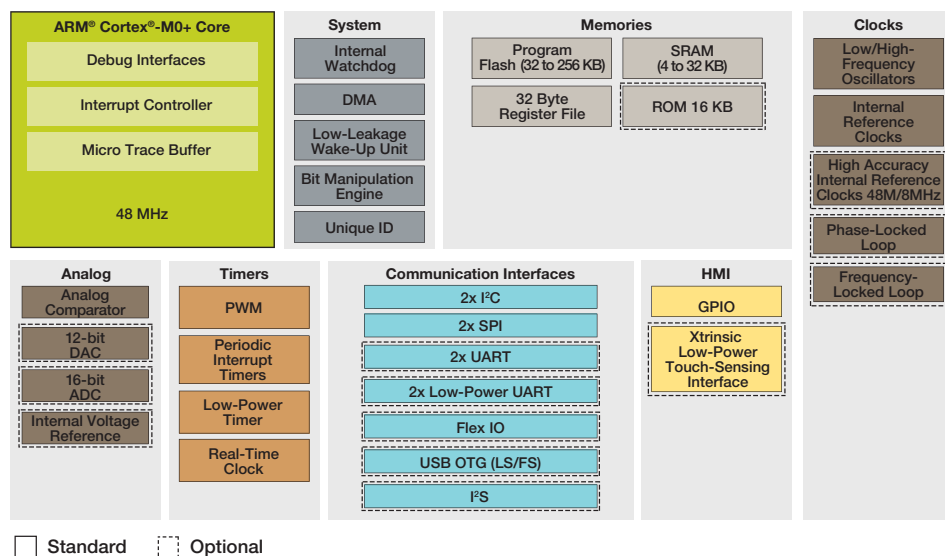 ARM® Cortex®-M0+ Core
Debug Interfaces
Interrupt Controller
Micro Trace Buffer
48 MHz
System
Internal
Watchdog
DMA
Low-Leakage
Wake-Up Unit
Bit Manipulation
Engine
Unique ID
Memories
Program
Flash (32 to 256 KB)
SRAM
(4 to 32 KB)
32 Byte
Register File
ROM 16 KB
Clocks
Low/High-
Frequency
Oscillators
Internal
Reference
Clocks
High Accuracy
Internal Reference
Clocks 48M/8MHz
Phase-Locked
Loop
Frequency-
Locked Loop
Analog
Analog
Comparator
12-bit
DAC
16-bit
ADC
Internal Voltage
Reference
Timers
PWM
Periodic
Interrupt
Timers
Low-Power
Timer
Real-Time
Clock
Communication Interfaces
2x I²C
2x SPI
2x UART
2x Low-Power UART
Flex IO
USB OTG (LS/FS)
I²S
HMI
GPIO
Xtrinsic
Low-Power
Touch-Sensing
Interface
Standard
Optional